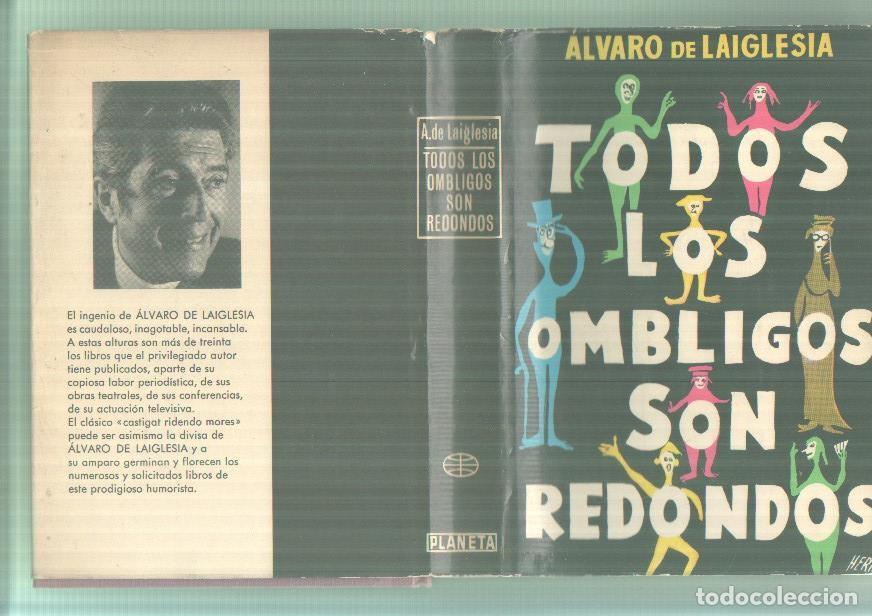 El ingenio de ÁLVARO DE LAIGLESIA
es caudaloso, inagotable, incansable.
A estas alturas son más de treinta
los libros que el privilegiado autor
tiene publicados, aparte de su
copiosa labor periodística, de sus
obras teatrales, de sus conferencias,
de su actuación televisiva.
El clásico «castigat ridendo mores»
puede ser asimismo la divisa de
ÁLVARO DE LAIGLESIA y a
su amparo germinan y florecen los
numerosos y solicitados libros de
este prodigioso humorista.
A. de Laiglesia
TODOS LOS
OMBLIGOS
SON
REDONDOS
PLANETA
ALVARO DE LAIGLESIA
TODOS
LOS
OMBLIGOS
SON
REDONDOS
todocoleccion